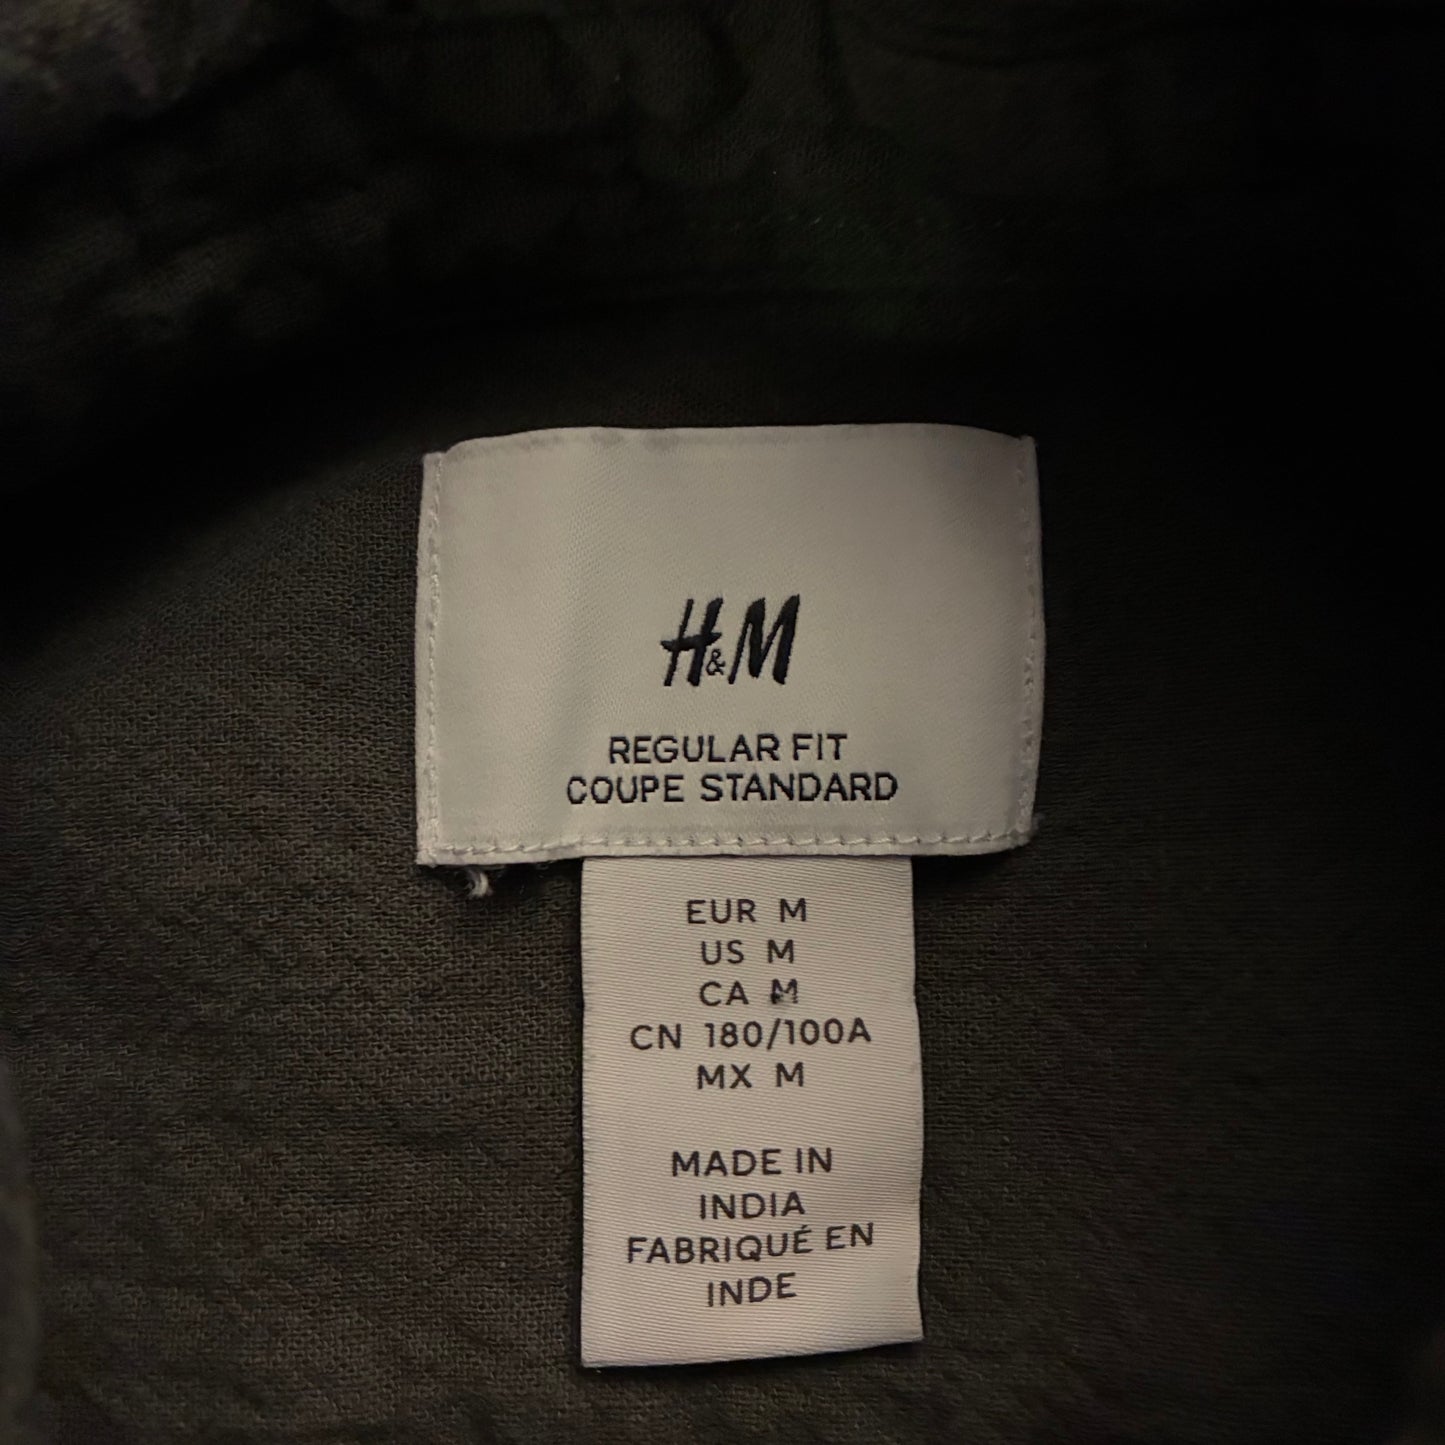 H&M
REGULAR FIT
COUPE STANDARD
EUR M
US M
CA M
CN 180/100A
MX M
MADE IN
INDIA
FABRIQUÉ EN
INDE